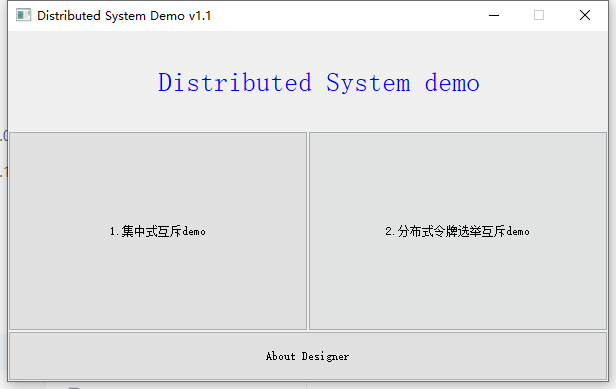 Distributed System Demo v1.1
Distributed System demo
1.集中式互斥demo
2.分布式令牌选举互斥demo
About Designer